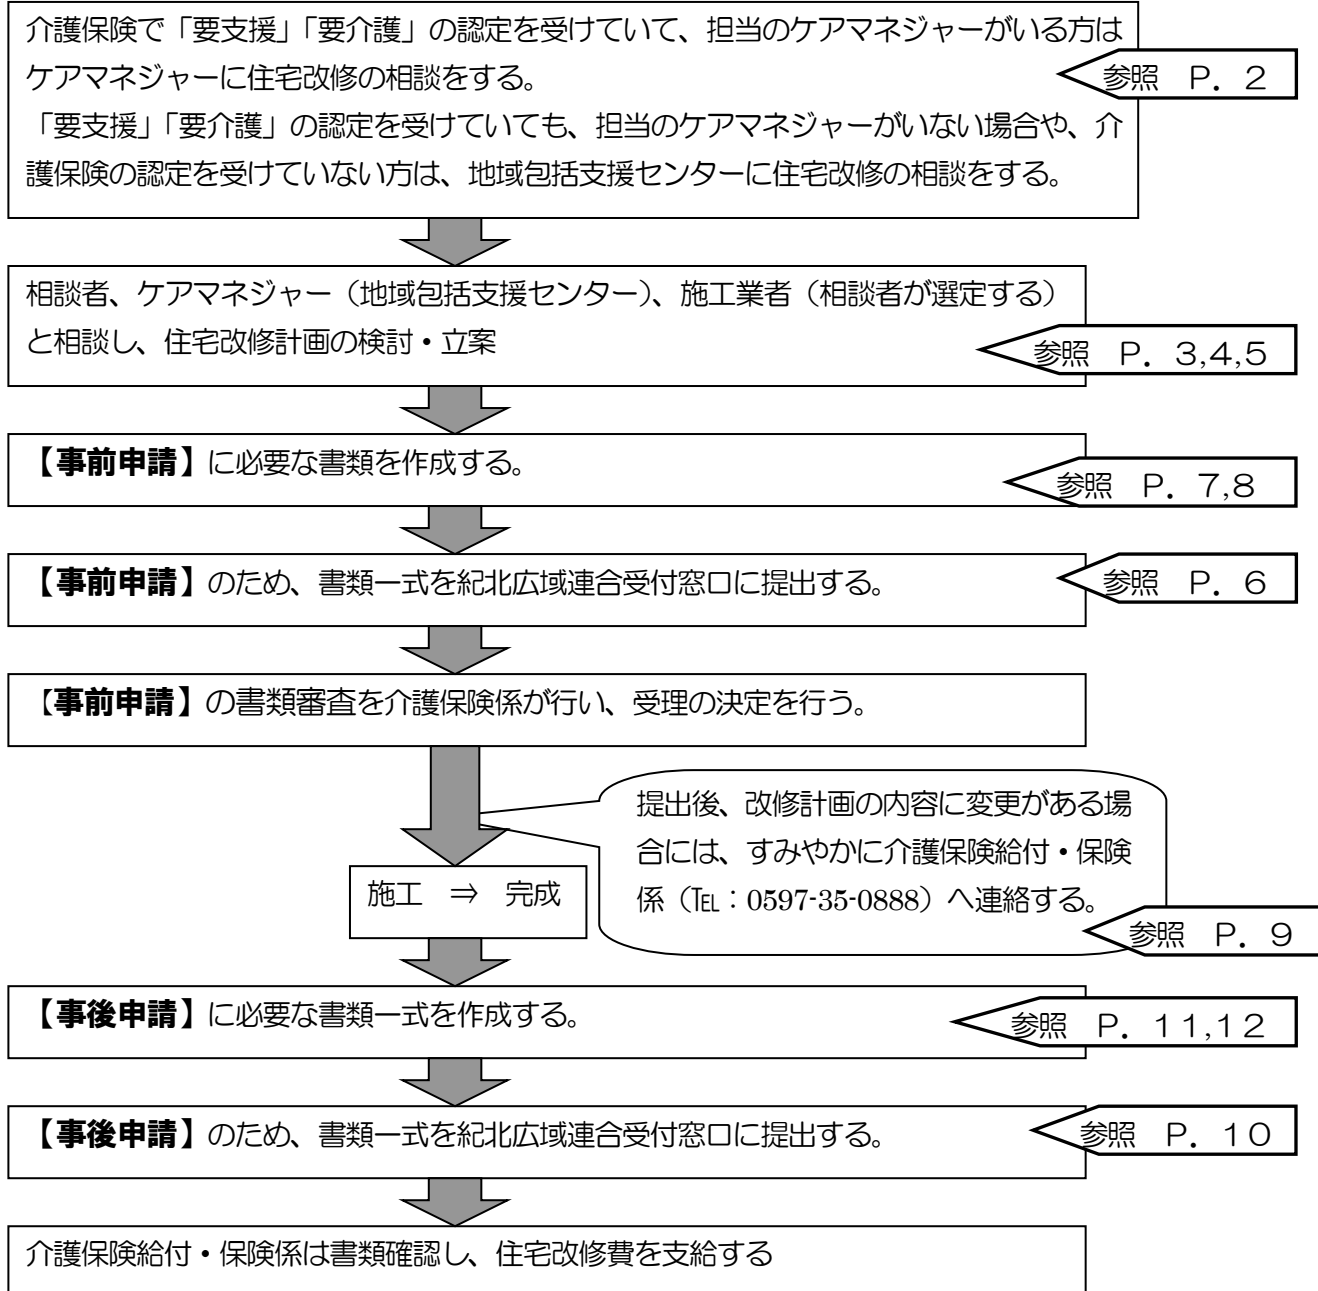 介護保険で「要支援」「要介護」の認定を受けていて、担当のケアマネジャーがいる方は
ケアマネジャーに住宅改修の相談をする。
参照 P. 2
「要支援」「要介護」の認定を受けていても、担当のケアマネジャーがいない場合や、介
護保険の認定を受けていない方は、地域包括支援センターに住宅改修の相談をする。
相談者、ケアマネジャー（地域包括支援センター）、施工業者（相談者が選定する）
と相談し、住宅改修計画の検討・立案
参照 P. 3,4,5
【事前申請】に必要な書類を作成する。
参照 P. 7,8
【事前申請】のため、書類一式を紀北広域連合受付窓口に提出する。
参照 P. 6
【事前申請】の書類審査を介護保険係が行い、受理の決定を行う。
提出後、改修計画の内容に変更がある場
合には、すみやかに介護保険給付・保険
係（℡：0597-35-0888）へ連絡する。
参照 P. 9
施工 ⇒ 完成
【事後申請】に必要な書類一式を作成する。
参照 P. 11,12
【事後申請】のため、書類一式を紀北広域連合受付窓口に提出する。
参照 P. 10
介護保険給付・保険係は書類確認し、住宅改修費を支給する